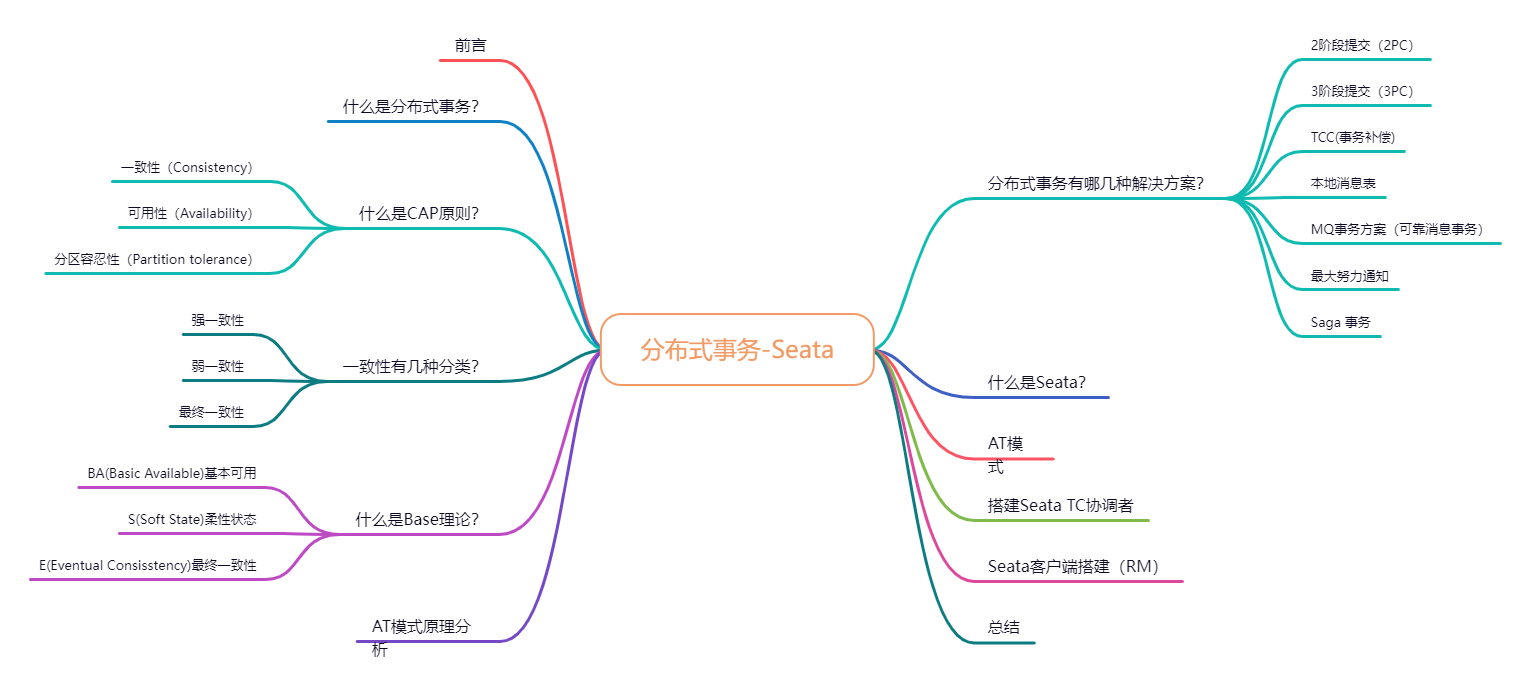 前言
什么是分布式事务？
一致性（Consistency）
可用性（Availability）
分区容忍性（Partition tolerance）
什么是CAP原则？
强一致性
弱一致性
最终一致性
一致性有几种分类？
BA(Basic Available)基本可用
S(Soft State)柔性状态
E(Eventual Consisstency)最终一致性
什么是Base理论？
AT模式原理分
析
分布式事务-Seata
分布式事务有哪几种解决方案？
2阶段提交（2PC）
3阶段提交（3PC）
TCC(事务补偿)
本地消息表
MQ事务方案（可靠消息事务）
最大努力通知
Saga 事务
什么是Seata？
AT模
式
搭建Seata TC协调者
Seata客户端搭建（RM）
总结